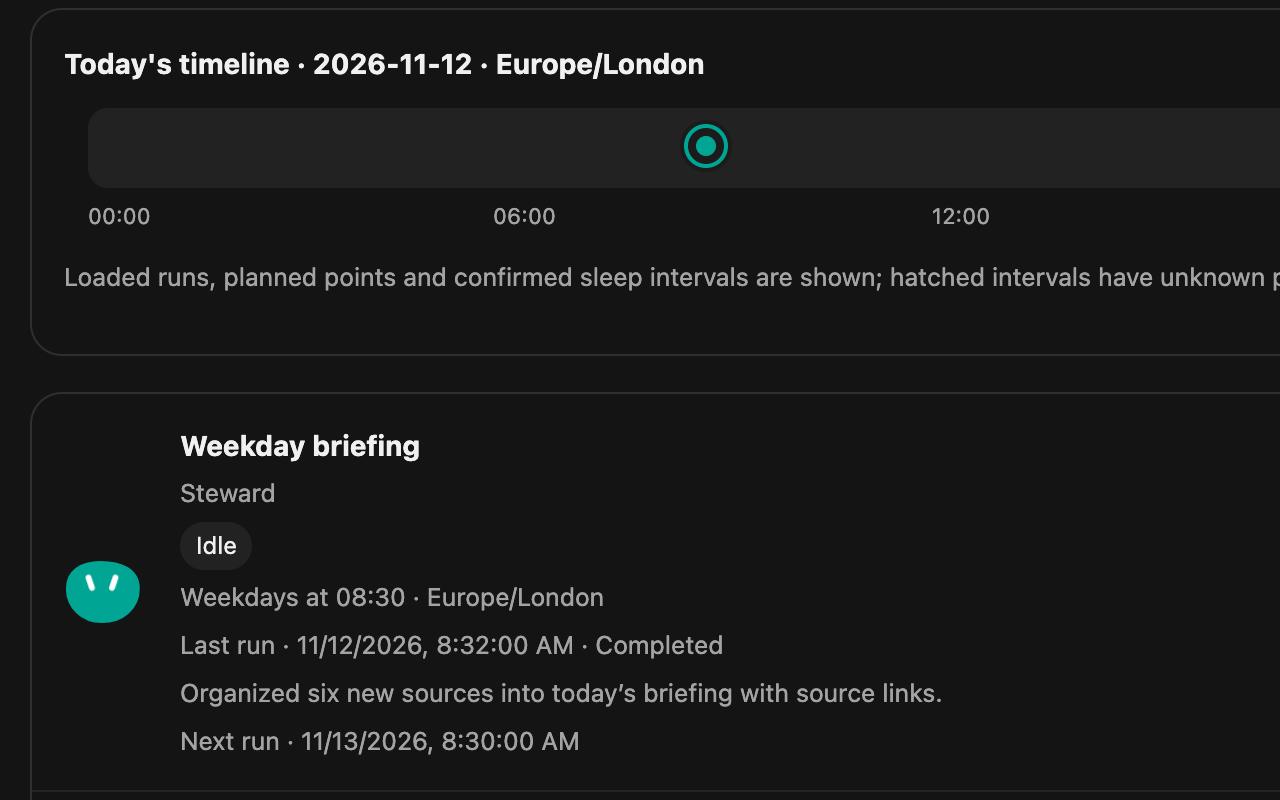 Today's timeline · 2026-11-12 · Europe/London
00:00 06:00 12:00
Loaded runs, planned points and confirmed sleep intervals are shown; hatched intervals have unknown
Weekday briefing
Steward
Idle
Weekdays at 08:30 · Europe/London
Last run · 11/12/2026, 8:32:00 AM · Completed
Organized six new sources into today’s briefing with source links.
Next run · 11/13/2026, 8:30:00 AM